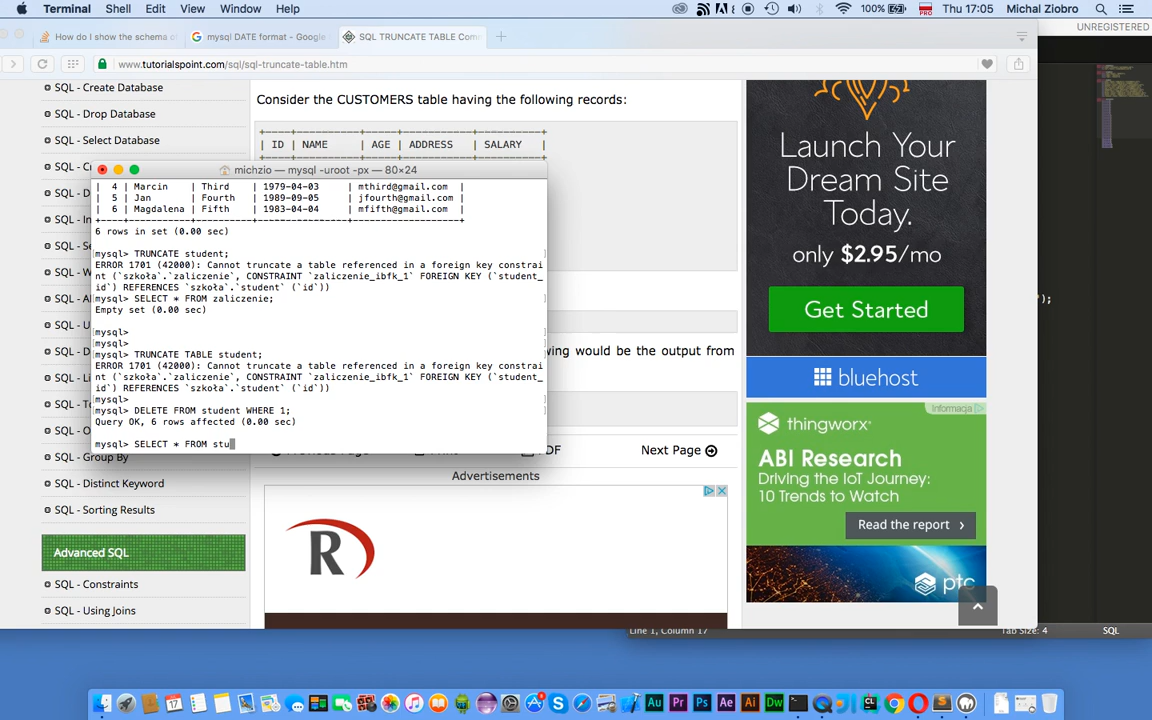 Terminal Shell Edit View Window Help 100% Thu 17:05 Michal Ziobro
UNREGISTERED
How do I show the schema of
mysql DATE format - Google
SQL TRUNCATE TABLE Com
www.tutorialspoint.com/sql/sql-truncate-table.htm
SQL - Create Database
SQL - Drop Database
SQL - Select Database
Consider the CUSTOMERS table having the following records:
+----+----------+-----+-----------+----------+
| ID | NAME | AGE | ADDRESS | SALARY
michzio — mysql -uroot -px — 80×24
| 4 | Marcin | Third | 1979-04-03 | mthird@gmail.com |
| 5 | Jan | Fourth | 1989-09-05 | jfourth@gmail.com |
| 6 | Magdalena | Fifth | 1983-04-04 | mfifth@gmail.com |
6 rows in set (0.00 sec)
mysql> TRUNCATE student;
ERROR 1701 (42000): Cannot truncate a table referenced in a foreign key constrai
nt (`szkoła`.`zaliczenie`, CONSTRAINT `zaliczenie_ibfk_1` FOREIGN KEY (`student_
id`) REFERENCES `szkoła`.`student` (`id`))
mysql> SELECT * FROM zaliczenie;
Empty set (0.00 sec)
mysql>
mysql>
mysql> TRUNCATE TABLE student;
ERROR 1701 (42000): Cannot truncate a table referenced in a foreign key constrai
nt (`szkoła`.`zaliczenie`, CONSTRAINT `zaliczenie_ibfk_1` FOREIGN KEY (`student_
id`) REFERENCES `szkoła`.`student` (`id`))
mysql>
mysql> DELETE FROM student WHERE 1;
Query OK, 6 rows affected (0.00 sec)
mysql> SELECT * FROM stu
wing would be the output from
SQL - Group By
SQL - Distinct Keyword
SQL - Sorting Results
Advanced SQL
SQL - Constraints
SQL - Using Joins
PDF
Next Page
Advertisements
R
Launch Your
Dream Site
Today.
only $2.95/mo
Get Started
bluehost
Informacja
thingworx®
ABI Research
Driving the IoT Journey:
10 Trends to Watch
Read the report ›
ptc
");
Line 1, Column 17
Tab Size: 4
SQL